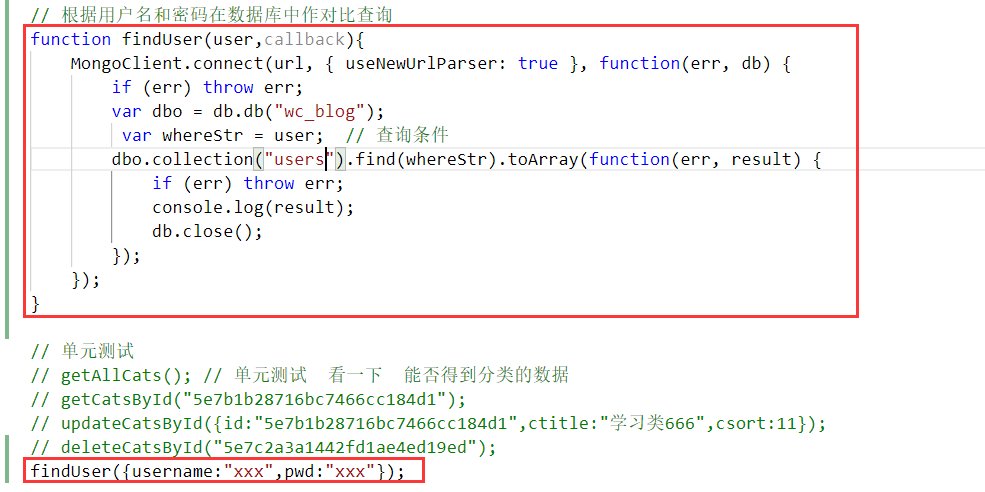 // 根据用户名和密码在数据库中作对比查询
function findUser(user,callback){
    MongoClient.connect(url, { useNewUrlParser: true }, function(err, db) {
        if (err) throw err;
        var dbo = db.db("wc_blog");
         var whereStr = user;  // 查询条件
        dbo.collection("users").find(whereStr).toArray(function(err, result) {
            if (err) throw err;
            console.log(result);
            db.close();
        });
    });
}
// 单元测试
// getAllCats(); // 单元测试  看一下  能否得到分类的数据
// getCatsById("5e7b1b28716bc7466cc184d1");
// updateCatsById({id:"5e7b1b28716bc7466cc184d1",ctitle:"学习类666",csort:11});
// deleteCatsById("5e7c2a3a1442fd1ae4ed19ed");
findUser({username:"xxx",pwd:"xxx"});